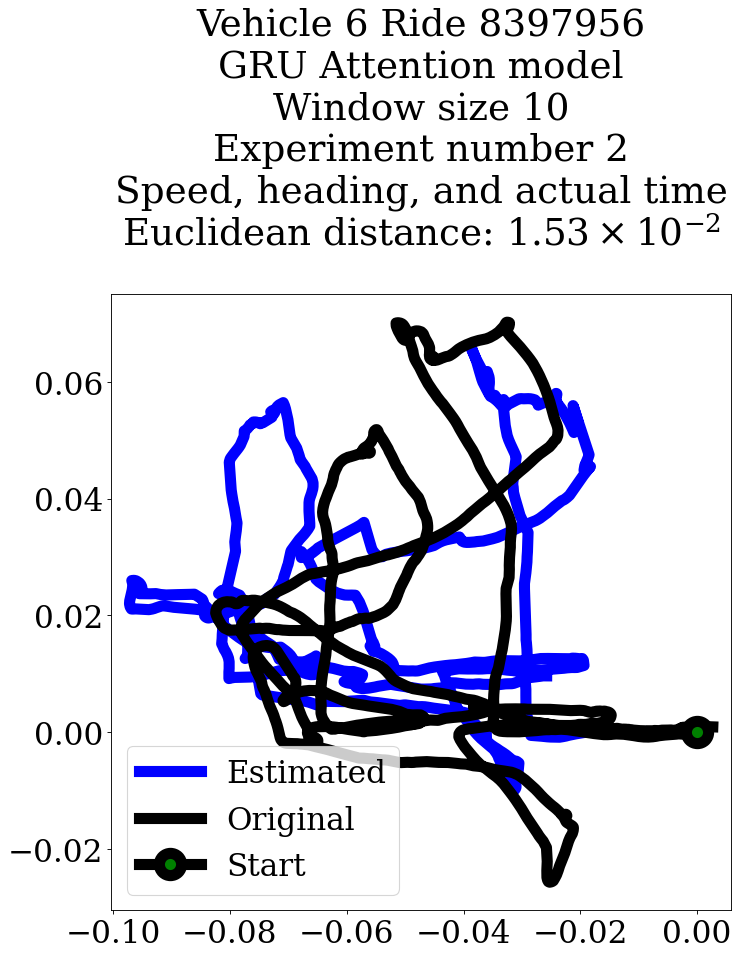 Vehicle 6 Ride 8397956
GRU Attention model
Window size 10
Experiment number 2
Speed, heading, and actual time
Euclidean distance: 1.53 × 10⁻²
0.06
0.04
0.02
0.00
−0.02
Estimated
Original
Start
−0.10 −0.08 −0.06 −0.04 −0.02 0.00